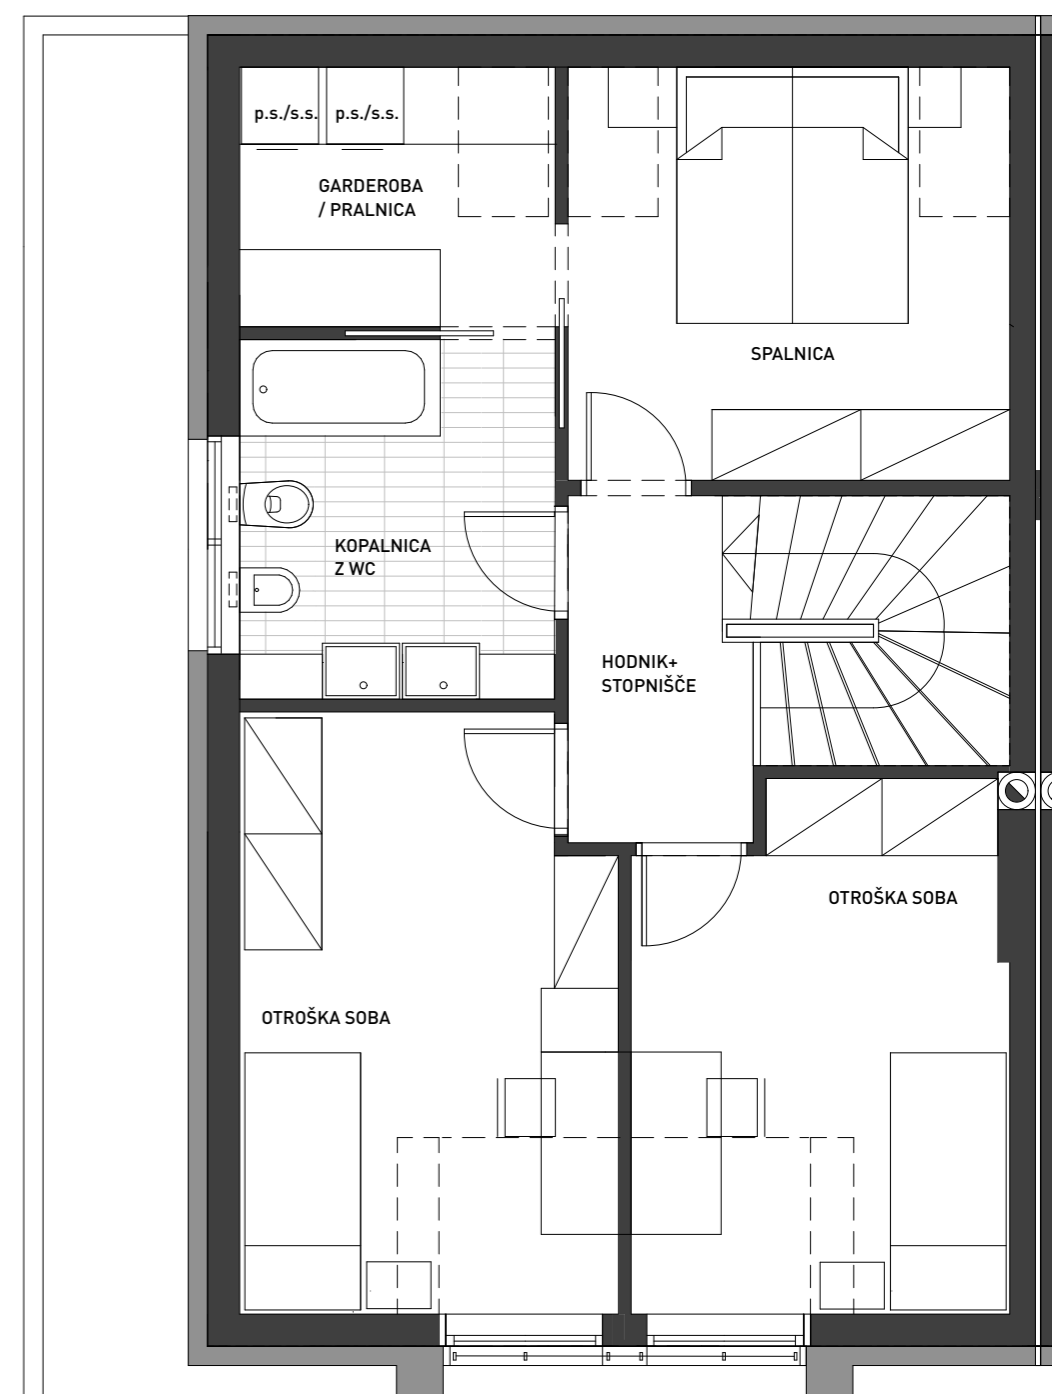 p.s./s.s. p.s./s.s.
GARDEROBA
/ PRALNICA
SPALNICA
KOPALNICA
Z WC
HODNIK+
STOPNIŠČE
OTROŠKA SOBA
OTROŠKA SOBA